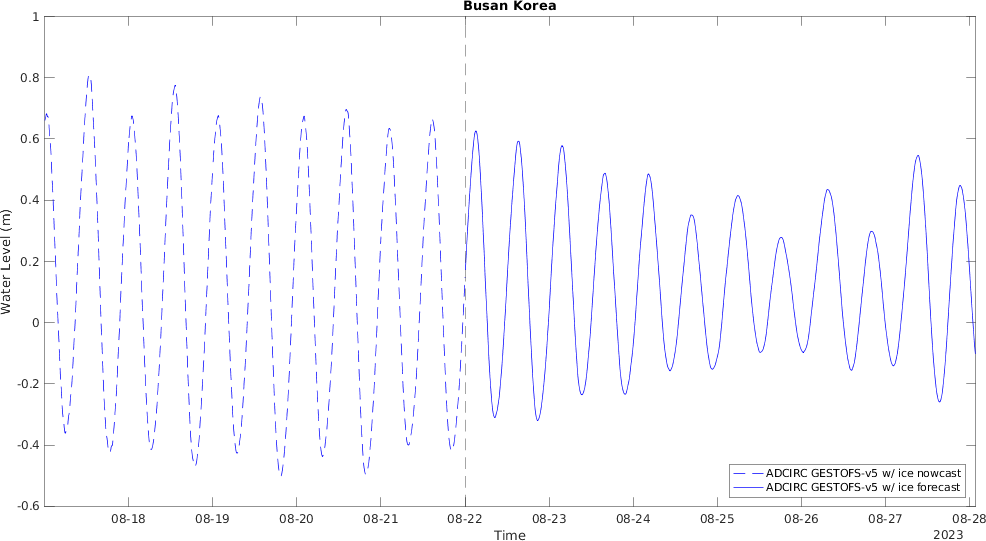 Busan Korea
1
0.8
0.6
0.4
0.2
0
-0.2
-0.4
-0.6
Water Level (m)
08-18 08-19 08-20 08-21 08-22 08-23 08-24 08-25 08-26 08-27 08-28
Time
2023
ADCIRC GESTOFS-v5 w/ ice nowcast
ADCIRC GESTOFS-v5 w/ ice forecast